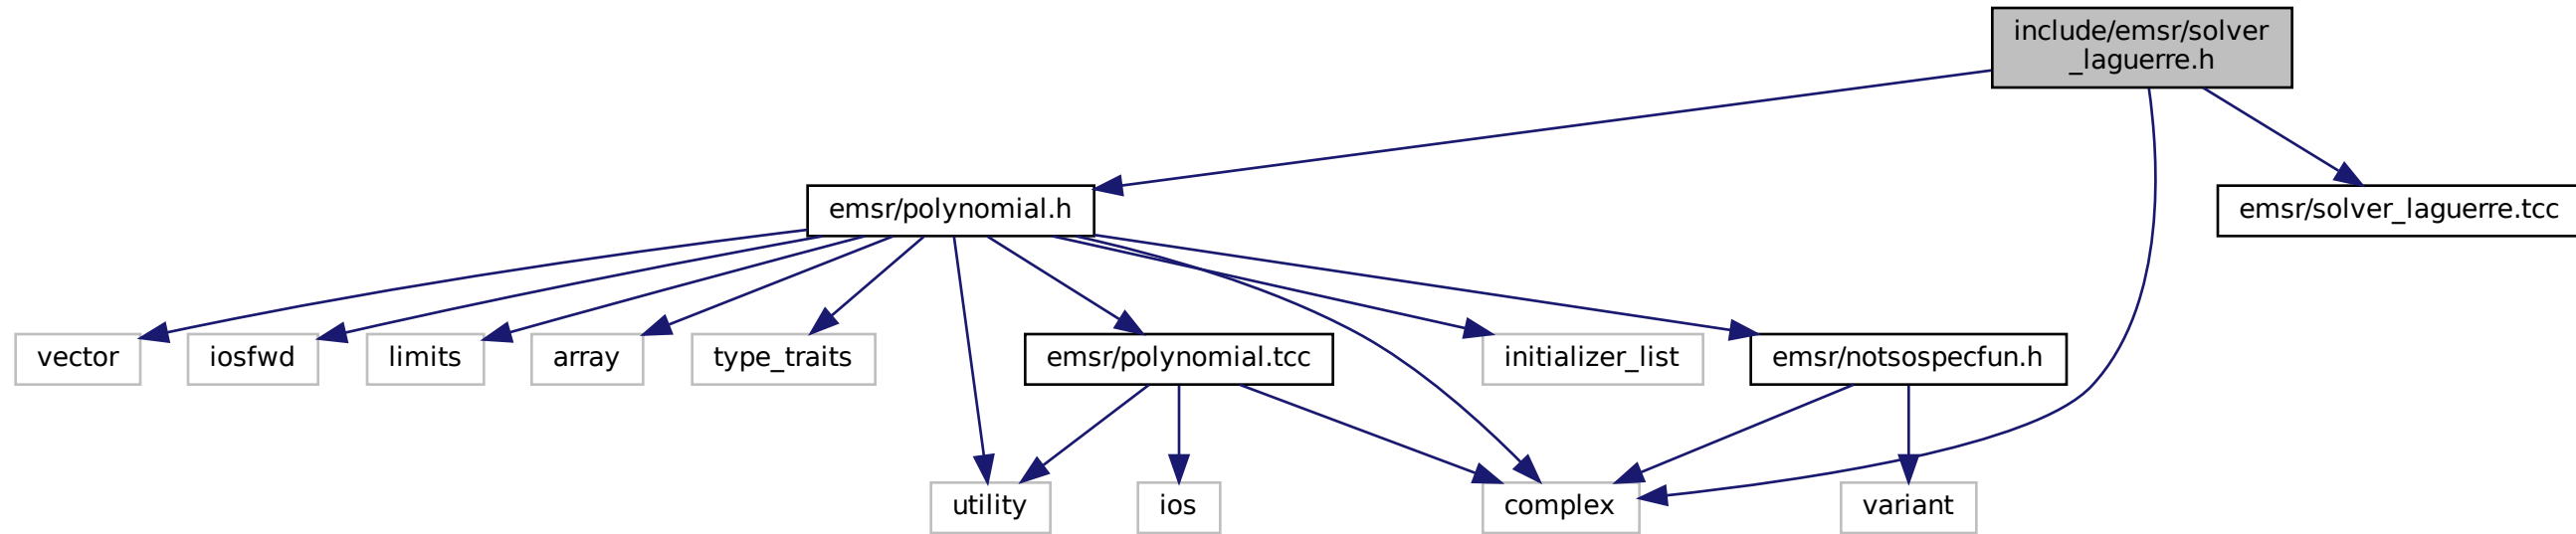 include/emsr/solver
_laguerre.h
emsr/polynomial.h
emsr/solver_laguerre.tcc
vector
iosfwd
limits
array
type_traits
emsr/polynomial.tcc
initializer_list
emsr/notsospecfun.h
utility
ios
complex
variant